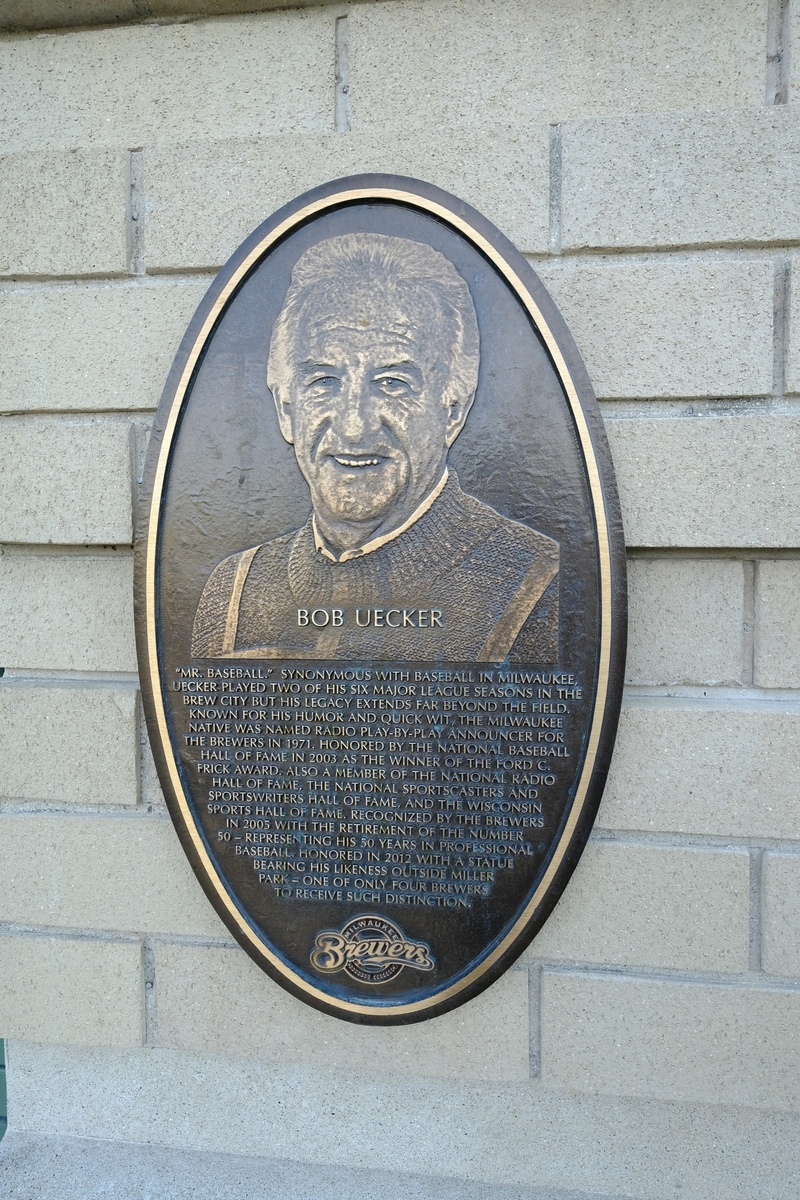 BOB UECKER
"MR. BASEBALL." SYNONYMOUS WITH BASEBALL IN MILWAUKEE,
UECKER PLAYED TWO OF HIS SIX MAJOR LEAGUE SEASONS IN THE
BREW CITY BUT HIS LEGACY EXTENDS FAR BEYOND THE FIELD.
KNOWN FOR HIS HUMOR AND QUICK WIT, THE MILWAUKEE
NATIVE WAS NAMED RADIO PLAY-BY-PLAY ANNOUNCER FOR
THE BREWERS IN 1971. HONORED BY THE NATIONAL BASEBALL
HALL OF FAME IN 2003 AS THE WINNER OF THE FORD C.
FRICK AWARD. ALSO A MEMBER OF THE NATIONAL RADIO
HALL OF FAME, THE NATIONAL SPORTSCASTERS AND
SPORTSWRITERS HALL OF FAME, AND THE WISCONSIN
SPORTS HALL OF FAME. RECOGNIZED BY THE BREWERS
IN 2005 WITH THE RETIREMENT OF THE NUMBER
50 – REPRESENTING HIS 50 YEARS IN PROFESSIONAL
BASEBALL. HONORED IN 2012 WITH A STATUE
BEARING HIS LIKENESS OUTSIDE MILLER
PARK – ONE OF ONLY FOUR BREWERS
TO RECEIVE SUCH DISTINCTION.
MILWAUKEE
Brewers